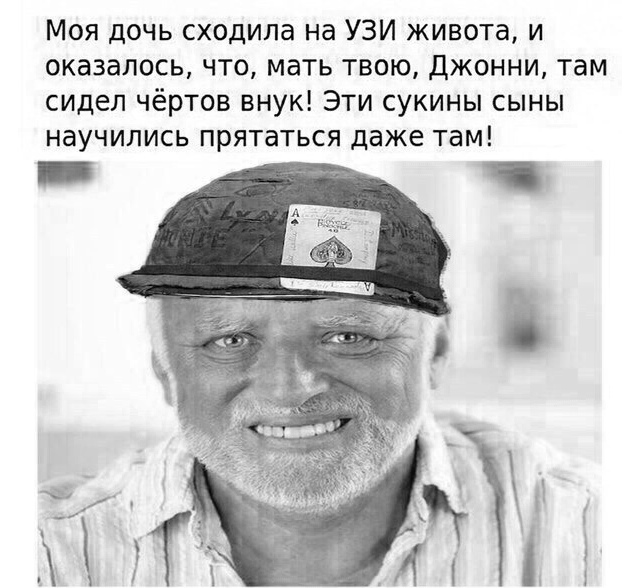 Моя дочь сходила на УЗИ живота, и
оказалось, что, мать твою, Джонни, там
сидел чёртов внук! Эти сукины сыны
научились прятаться даже там!
A
A